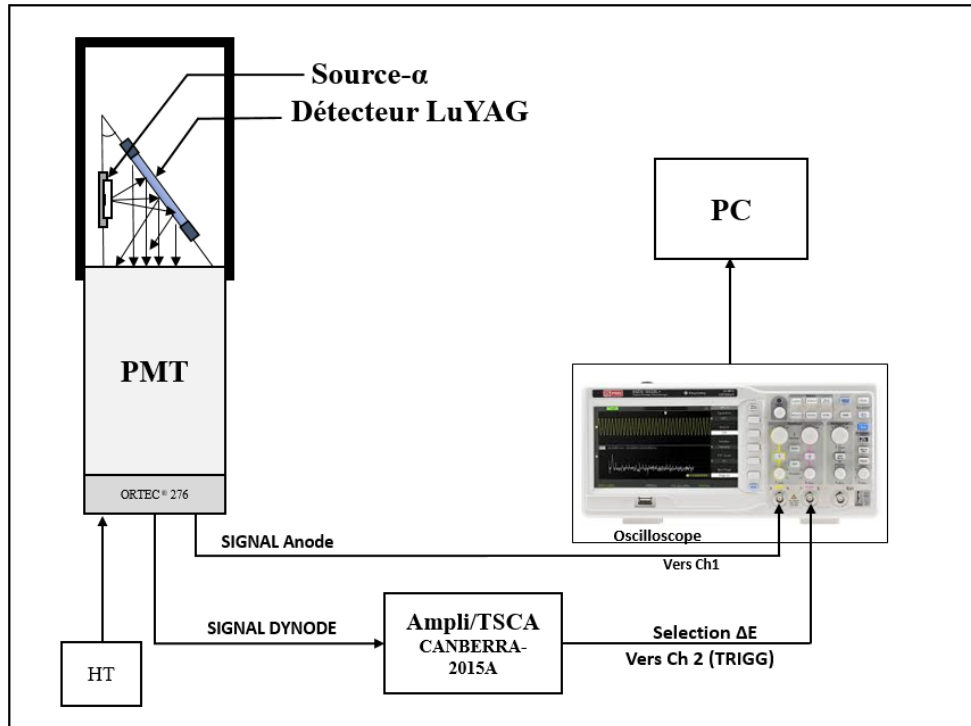 Source-α
Détecteur LuYAG
PC
PMT
ORTEC® 276
SIGNAL Anode
Oscilloscope
Vers Ch1
SIGNAL DYNODE
Ampli/TSCA
CANBERRA-
2015A
Selection ΔE
Vers Ch 2 (TRIGG)
HT